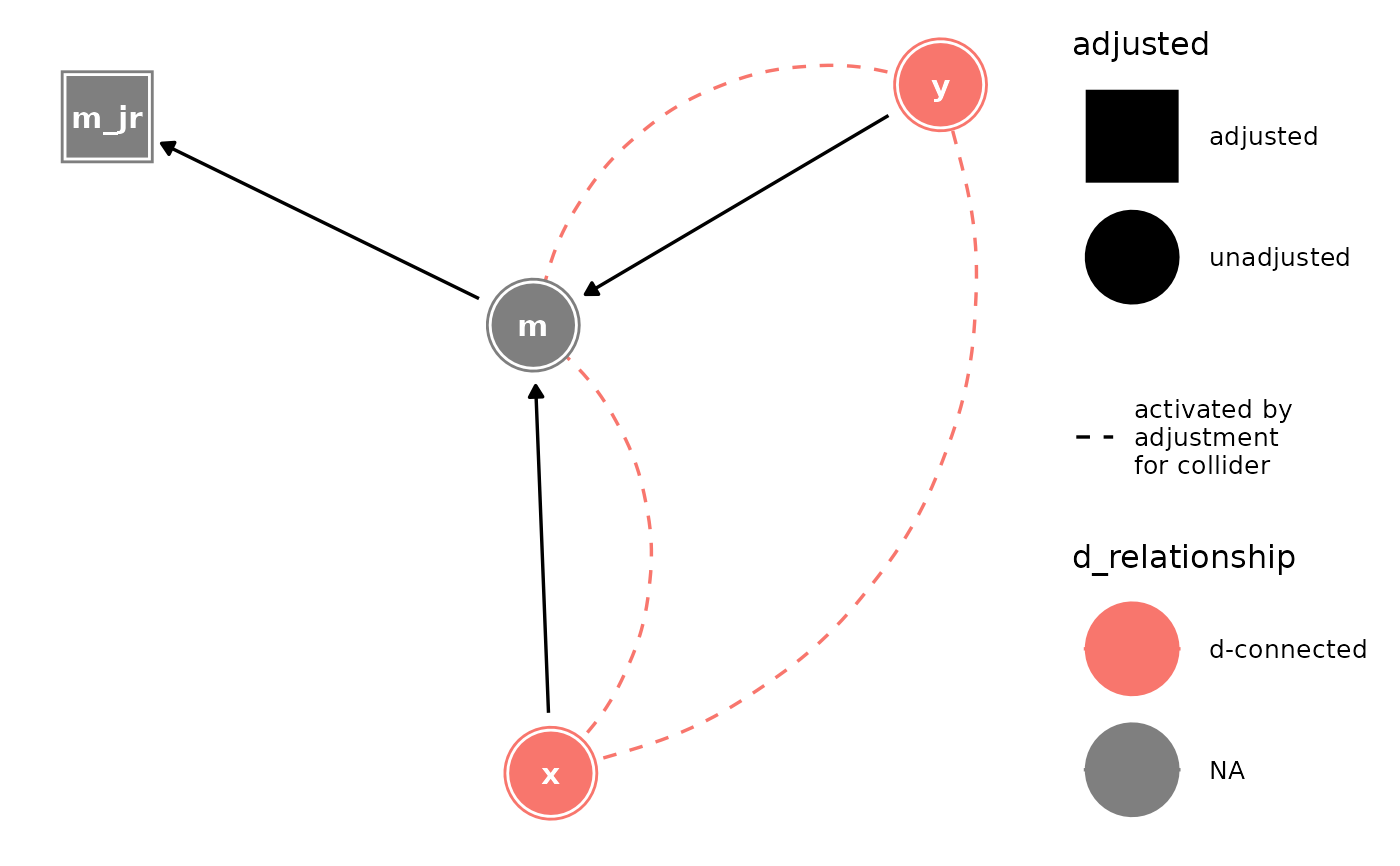 m_jr
y
m
x
adjusted
adjusted
unadjusted
activated by
adjustment
for collider
d_relationship
d-connected
NA